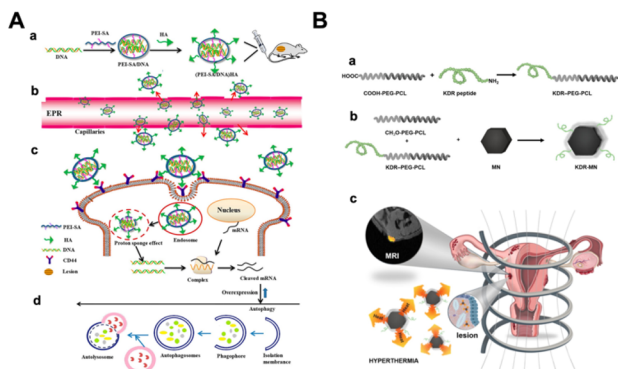 A
a
PEI-SA
HA
DNA
PEI-SA/DNA
(PEI-SA/DNA)/HA
b
EPR
Capillaries
c
Nucleus
mRNA
PEI-SA
HA
DNA
CD44
Lesion
Proton sponge effect
Endosome
Complex
Cleaved mRNA
Overexpression
Autophagy
d
Autolysosome
Autophagosomes
Phagophore
Isolation
membrance
B
a
HOOC
NH2
COOH-PEG-PCL
+
KDR peptide
KDR-PEG-PCL
b
CH3O-PEG-PCL
+
+
KDR-PEG-PCL
MN
KDR-MN
c
MRI
lesion
HYPERTHERMIA